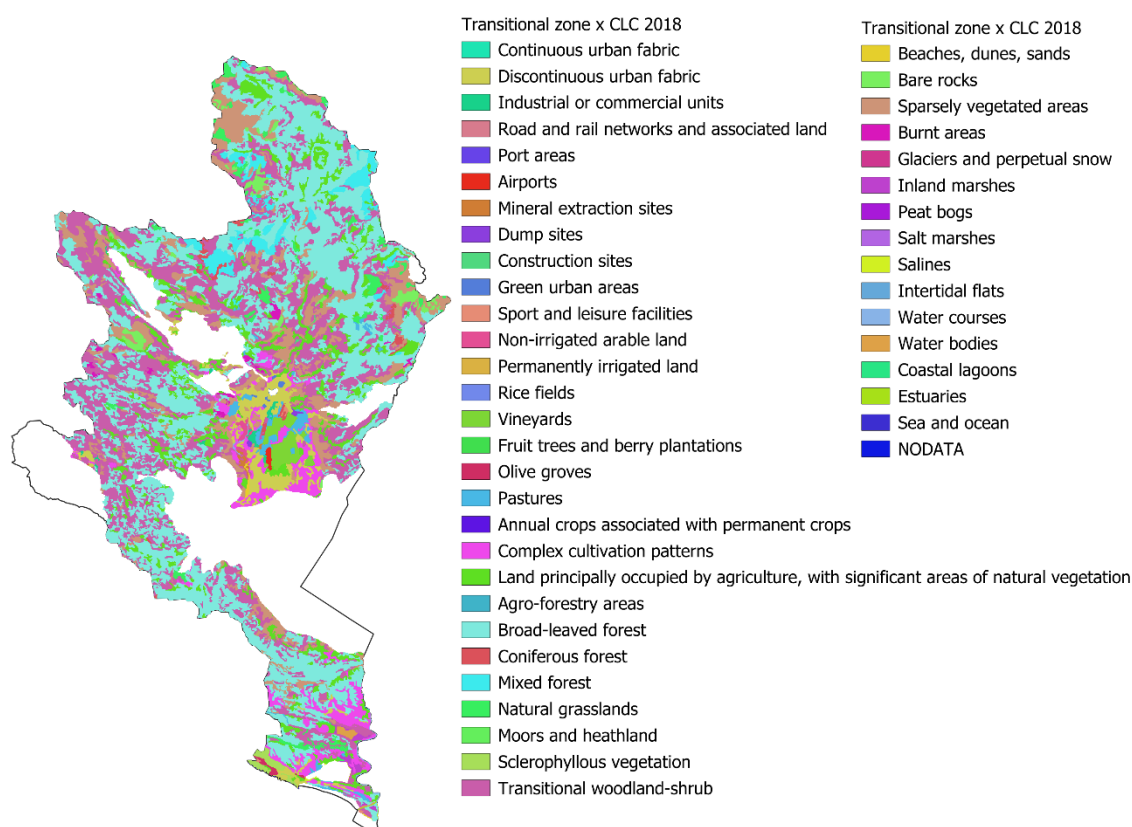 Transitional zone x CLC 2018
Continuous urban fabric
Discontinuous urban fabric
Industrial or commercial units
Road and rail networks and associated land
Port areas
Airports
Mineral extraction sites
Dump sites
Construction sites
Green urban areas
Sport and leisure facilities
Non-irrigated arable land
Permanently irrigated land
Rice fields
Vineyards
Fruit trees and berry plantations
Olive groves
Pastures
Annual crops associated with permanent crops
Complex cultivation patterns
Land principally occupied by agriculture, with significant areas of natural vegetation
Agro-forestry areas
Broad-leaved forest
Coniferous forest
Mixed forest
Natural grasslands
Moors and heathland
Sclerophyllous vegetation
Transitional woodland-shrub
Transitional zone x CLC 2018
Beaches, dunes, sands
Bare rocks
Sparsely vegetated areas
Burnt areas
Glaciers and perpetual snow
Inland marshes
Peat bogs
Salt marshes
Salines
Intertidal flats
Water courses
Water bodies
Coastal lagoons
Estuaries
Sea and ocean
NODATA